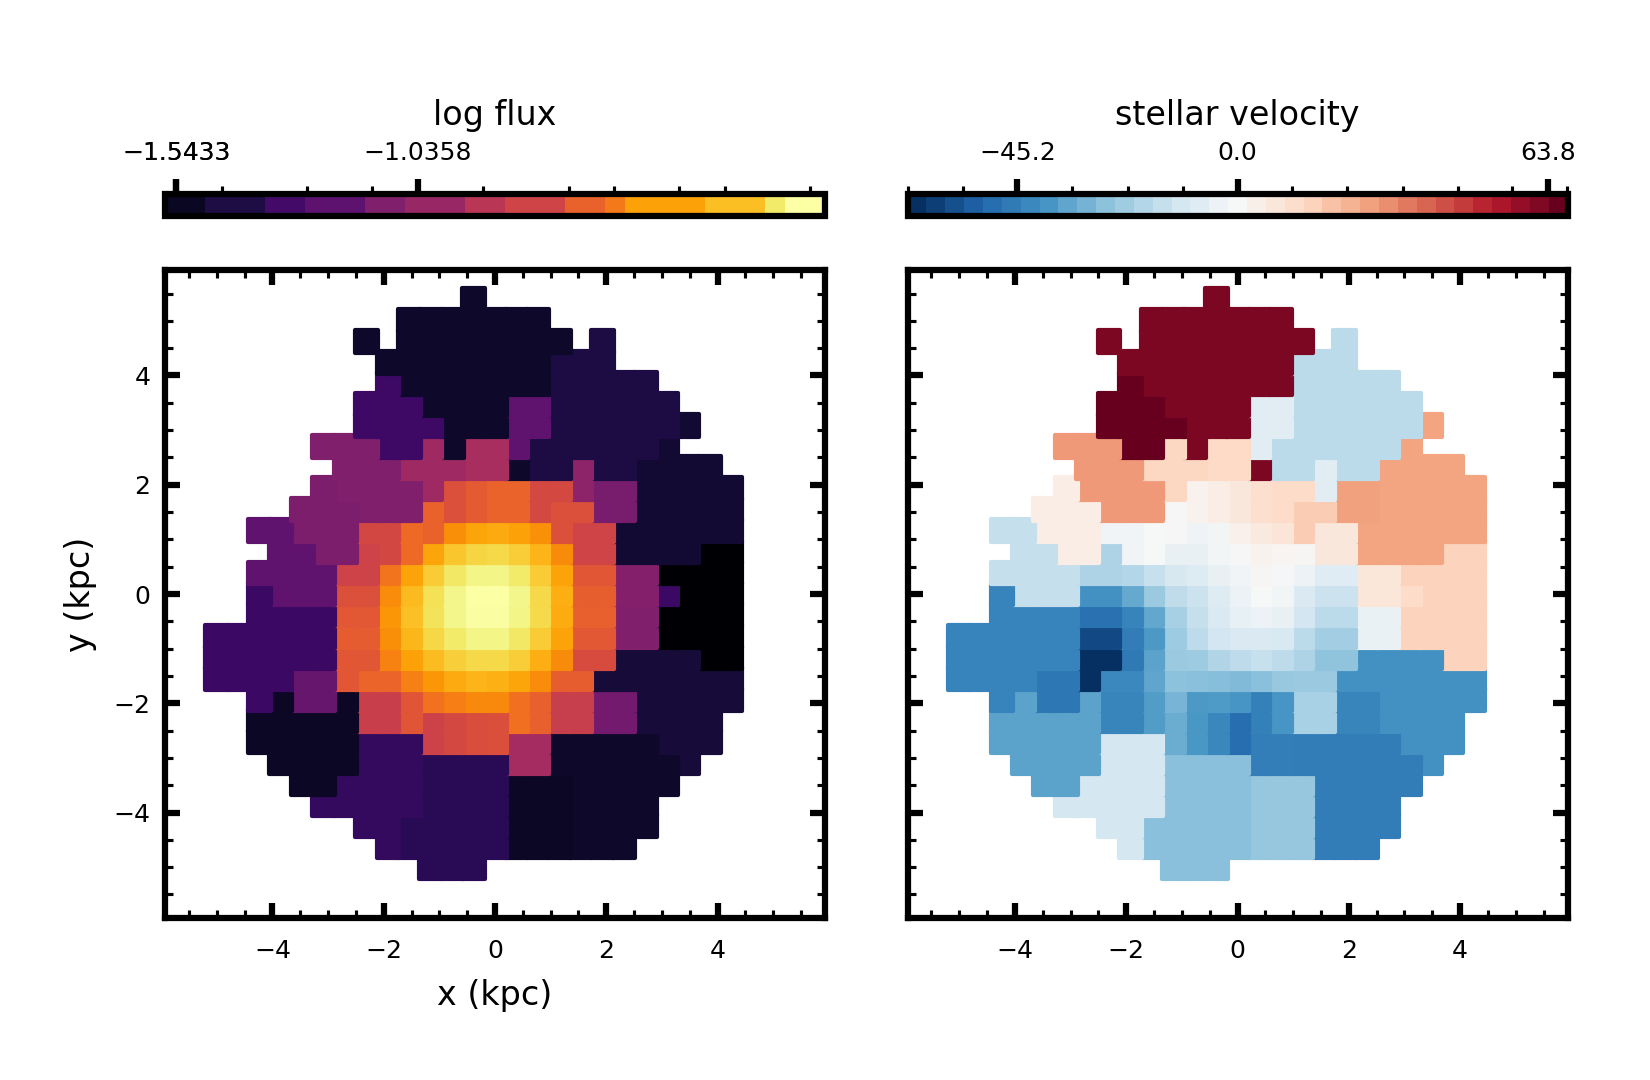 log flux
stellar velocity
−1.5433 −1.0358
−45.2 0.0 63.8
4
2
0
−2
−4
y (kpc)
−4 −2 0 2 4
−4 −2 0 2 4
x (kpc)